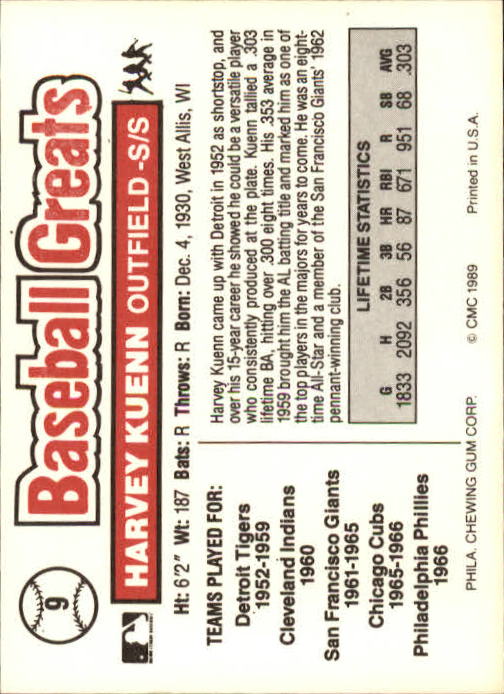 9
Baseball Greats
HARVEY KUENN OUTFIELD -S/S
Ht: 6'2" Wt: 187 Bats: R Throws: R Born: Dec. 4, 1930, West Allis, WI
TEAMS PLAYED FOR:
Detroit Tigers
1952-1959
Cleveland Indians
1960
San Francisco Giants
1961-1965
Chicago Cubs
1965-1966
Philadelphia Phillies
1966
Harvey Kuenn came up with Detroit in 1952 as shortstop, and
over his 15-year career he showed he could be a versatile player
who consistently produced at the plate. Kuenn tallied a .303
lifetime BA, hitting over .300 eight times. His .353 average in
1959 brought him the AL batting title and marked him as one of
the top players in the majors for years to come. He was an eight-
time All-Star and a member of the San Francisco Giants' 1962
pennant-winning club.
LIFETIME STATISTICS
G H 2B 3B HR RBI R SB AVG
1833 2092 356 56 87 671 951 68 .303
PHILA. CHEWING GUM CORP. © CMC 1989 Printed in U.S.A.